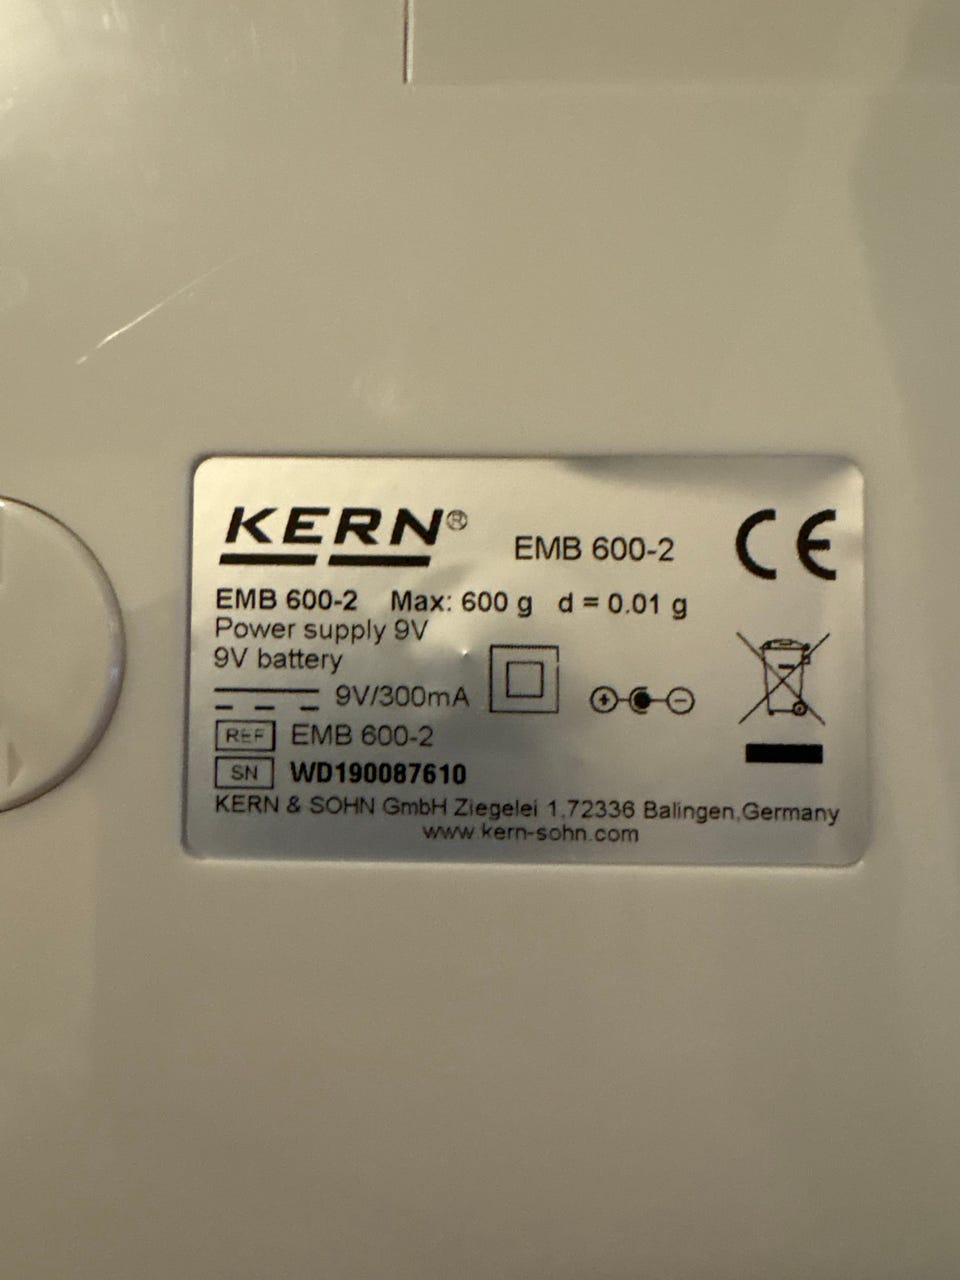 KERN® EMB 600-2 CE
EMB 600-2 Max: 600 g d = 0.01 g
Power supply 9V
9V battery
9V/300mA
REF EMB 600-2
SN WD190087610
KERN & SOHN GmbH Ziegelei 1,72336 Balingen,Germany
www.kern-sohn.com